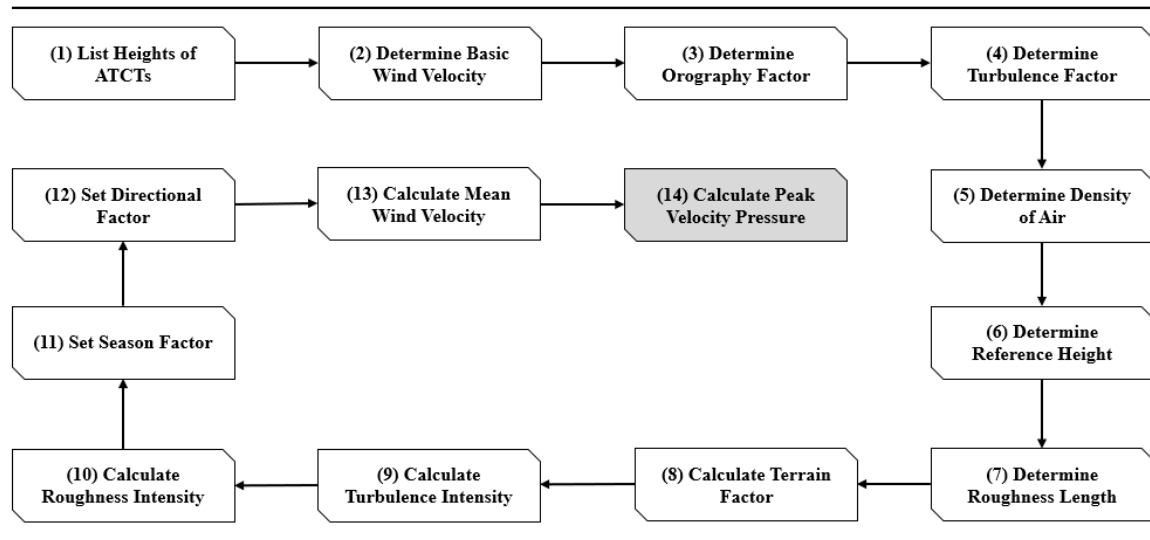 (1) List Heights of
ATCTs
(2) Determine Basic
Wind Velocity
(3) Determine
Orography Factor
(4) Determine
Turbulence Factor
(5) Determine Density
of Air
(6) Determine
Reference Height
(7) Determine
Roughness Length
(8) Calculate Terrain
Factor
(9) Calculate
Turbulence Intensity
(10) Calculate
Roughness Intensity
(11) Set Season Factor
(12) Set Directional
Factor
(13) Calculate Mean
Wind Velocity
(14) Calculate Peak
Velocity Pressure